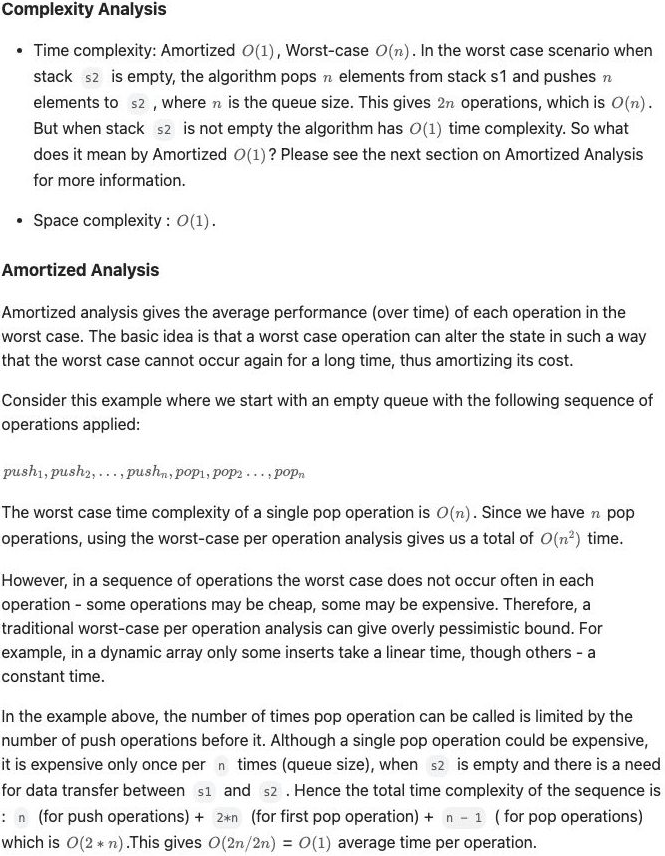 Complexity Analysis
• Time complexity: Amortized O(1), Worst-case O(n). In the worst case scenario when
stack s2 is empty, the algorithm pops n elements from stack s1 and pushes n
elements to s2 , where n is the queue size. This gives 2n operations, which is O(n).
But when stack s2 is not empty the algorithm has O(1) time complexity. So what
does it mean by Amortized O(1)? Please see the next section on Amortized Analysis
for more information.
• Space complexity : O(1).
Amortized Analysis
Amortized analysis gives the average performance (over time) of each operation in the
worst case. The basic idea is that a worst case operation can alter the state in such a way
that the worst case cannot occur again for a long time, thus amortizing its cost.
Consider this example where we start with an empty queue with the following sequence of
operations applied:
push₁, push₂, . . . , pushₙ, pop₁, pop₂ . . . , popₙ
The worst case time complexity of a single pop operation is O(n). Since we have n pop
operations, using the worst-case per operation analysis gives us a total of O(n²) time.
However, in a sequence of operations the worst case does not occur often in each
operation - some operations may be cheap, some may be expensive. Therefore, a
traditional worst-case per operation analysis can give overly pessimistic bound. For
example, in a dynamic array only some inserts take a linear time, though others - a
constant time.
In the example above, the number of times pop operation can be called is limited by the
number of push operations before it. Although a single pop operation could be expensive,
it is expensive only once per n times (queue size), when s2 is empty and there is a need
for data transfer between s1 and s2 . Hence the total time complexity of the sequence is
: n (for push operations) + 2*n (for first pop operation) + n - 1 ( for pop operations)
which is O(2 * n).This gives O(2n/2n) = O(1) average time per operation.